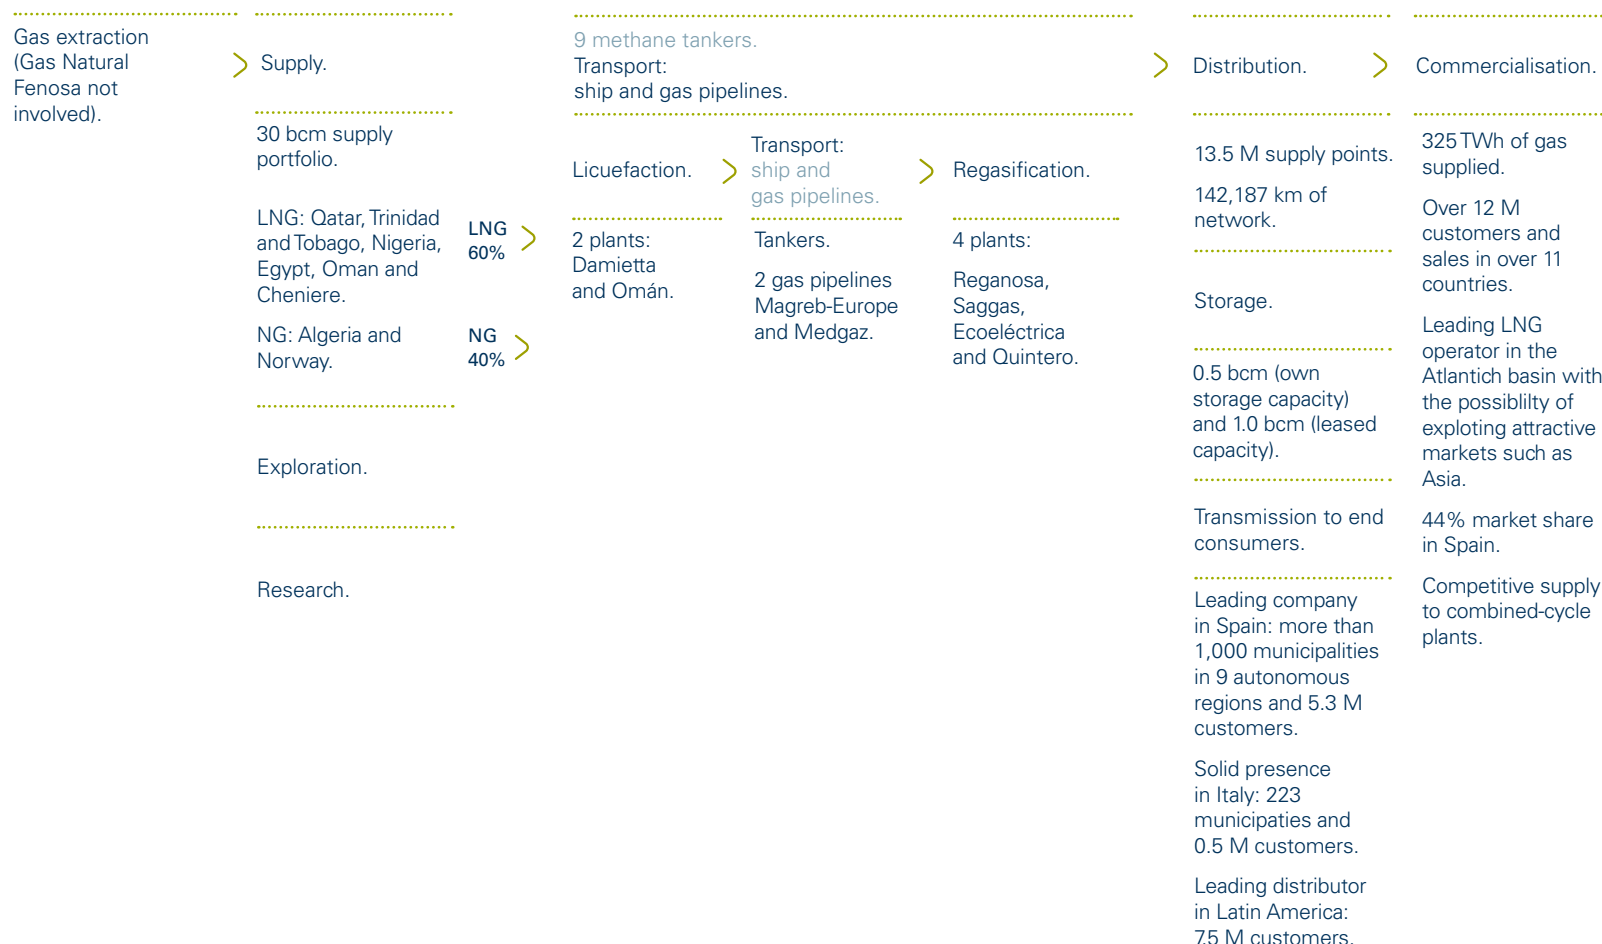 Gas extraction
(Gas Natural
Fenosa not
involved).
Supply.
30 bcm supply
portfolio.
LNG: Qatar, Trinidad
and Tobago, Nigeria,
Egypt, Oman and
Cheniere.
NG: Algeria and
Norway.
LNG
60%
NG
40%
Exploration.
Research.
9 methane tankers.
Transport:
ship and gas pipelines.
Licuefaction.
2 plants:
Damietta
and Omán.
Transport:
ship and
gas pipelines.
Tankers.
2 gas pipelines
Magreb-Europe
and Medgaz.
Regasification.
4 plants:
Reganosa,
Saggas,
Ecoeléctrica
and Quintero.
Distribution.
13.5 M supply points.
142,187 km of
network.
Storage.
0.5 bcm (own
storage capacity)
and 1.0 bcm (leased
capacity).
Transmission to end
consumers.
Leading company
in Spain: more than
1,000 municipalities
in 9 autonomous
regions and 5.3 M
customers.
Solid presence
in Italy: 223
municipaties and
0.5 M customers.
Leading distributor
in Latin America:
7.5 M customers.
Commercialisation.
325 TWh of gas
supplied.
Over 12 M
customers and
sales in over 11
countries.
Leading LNG
operator in the
Atlantich basin with
the possiblilty of
exploting attractive
markets such as
Asia.
44% market share
in Spain.
Competitive supply
to combined-cycle
plants.